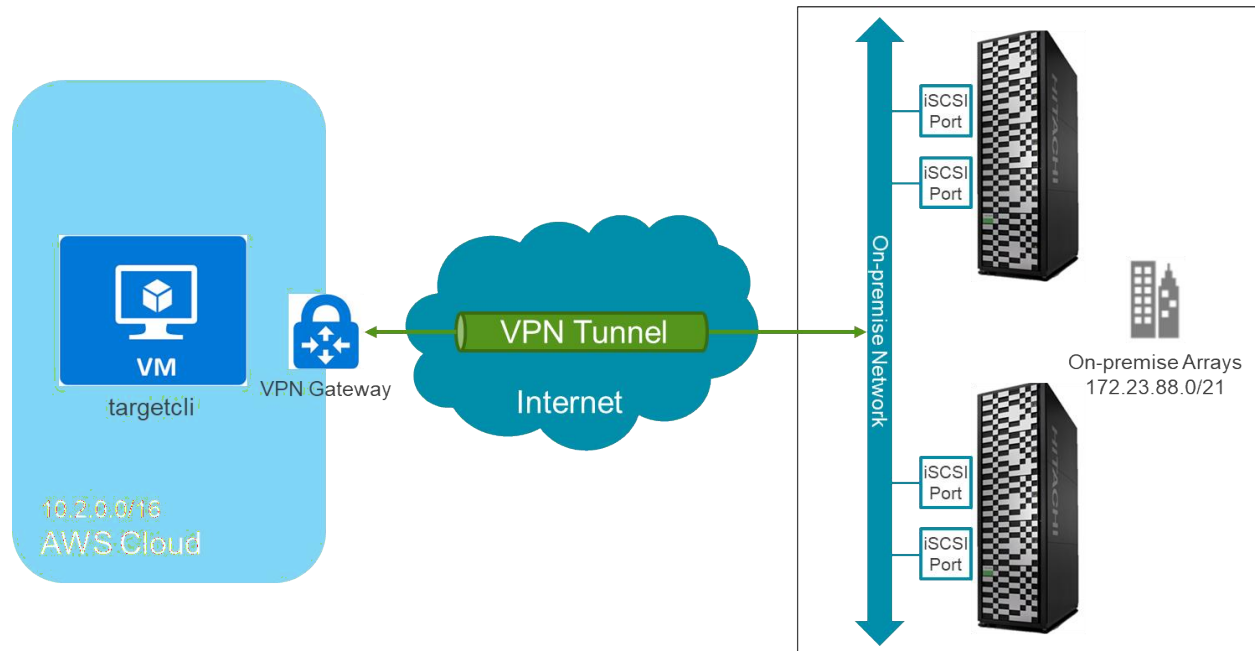 VM
targetcli
10.2.0.0/16
AWS Cloud
VPN Gateway
VPN Tunnel
Internet
On-premise Network
iSCSI
Port
iSCSI
Port
HITACHI
On-premise Arrays
172.23.88.0/21
iSCSI
Port
iSCSI
Port
HITACHI